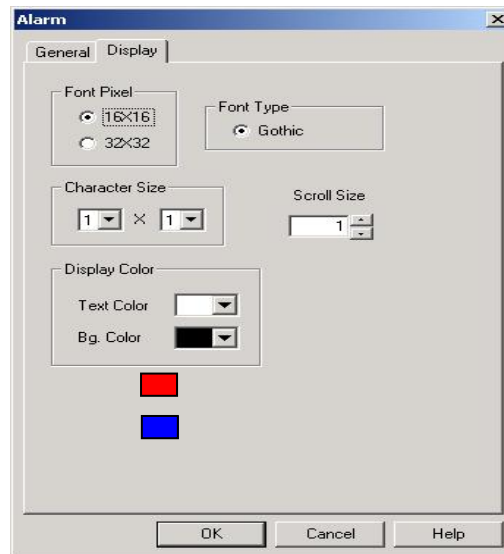 Alarm
General Display
Font Pixel
16X16
32X32
Font Type
Gothic
Character Size
1 X 1
Scroll Size
1
Display Color
Text Color
Bg. Color
OK Cancel Help